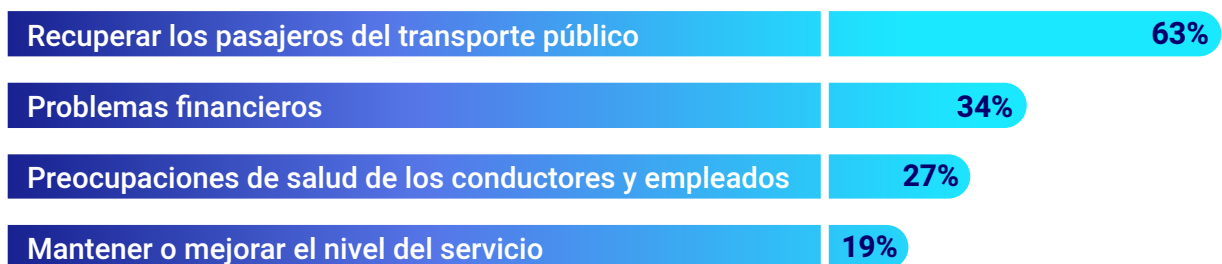 Recuperar los pasajeros del transporte público 63%
Problemas financieros 34%
Preocupaciones de salud de los conductores y empleados 27%
Mantener o mejorar el nivel del servicio 19%